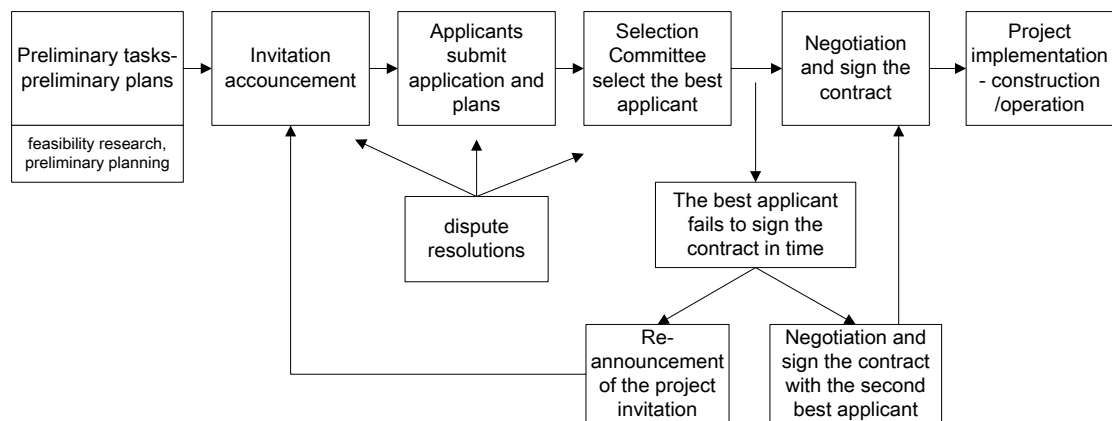 Preliminary tasks-
preliminary plans
feasibility research,
preliminary planning
Invitation
accouncement
Applicants
submit
application and
plans
Selection
Committee
select the best
applicant
Negotiation
and sign the
contract
Project
implementation
- construction
/operation
dispute
resolutions
The best applicant
fails to sign the
contract in time
Re-
announcement
of the project
invitation
Negotiation and
sign the contract
with the second
best applicant